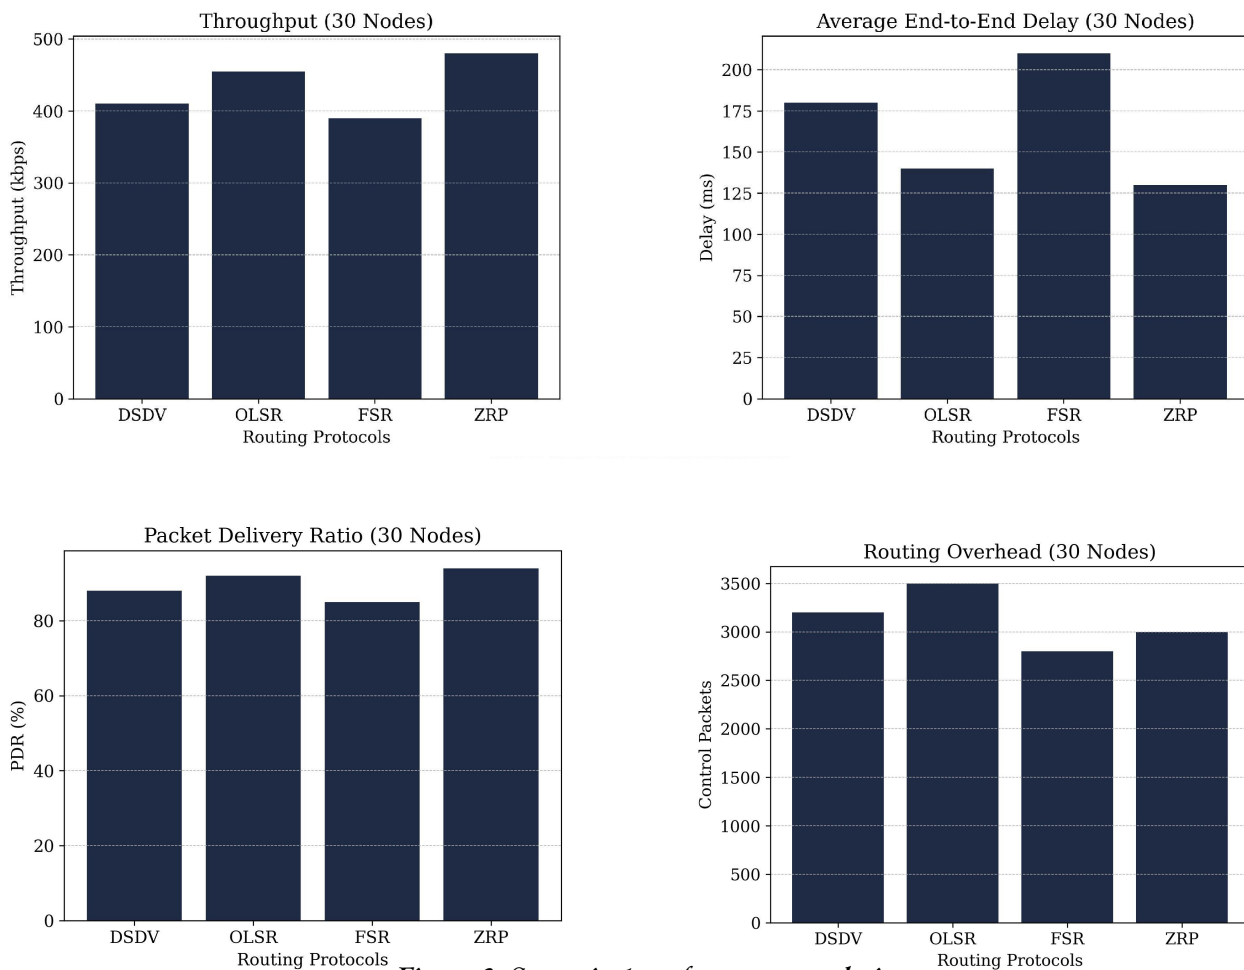 Throughput (30 Nodes)
500
400
300
200
100
0
Throughput (kbps)
DSDV OLSR FSR ZRP
Routing Protocols
Average End-to-End Delay (30 Nodes)
200
175
150
125
100
75
50
25
0
Delay (ms)
DSDV OLSR FSR ZRP
Routing Protocols
Packet Delivery Ratio (30 Nodes)
80
60
40
20
0
PDR (%)
DSDV OLSR FSR ZRP
Routing Protocols
Routing Overhead (30 Nodes)
3500
3000
2500
2000
1500
1000
500
0
Control Packets
DSDV OLSR FSR ZRP
Routing Protocols